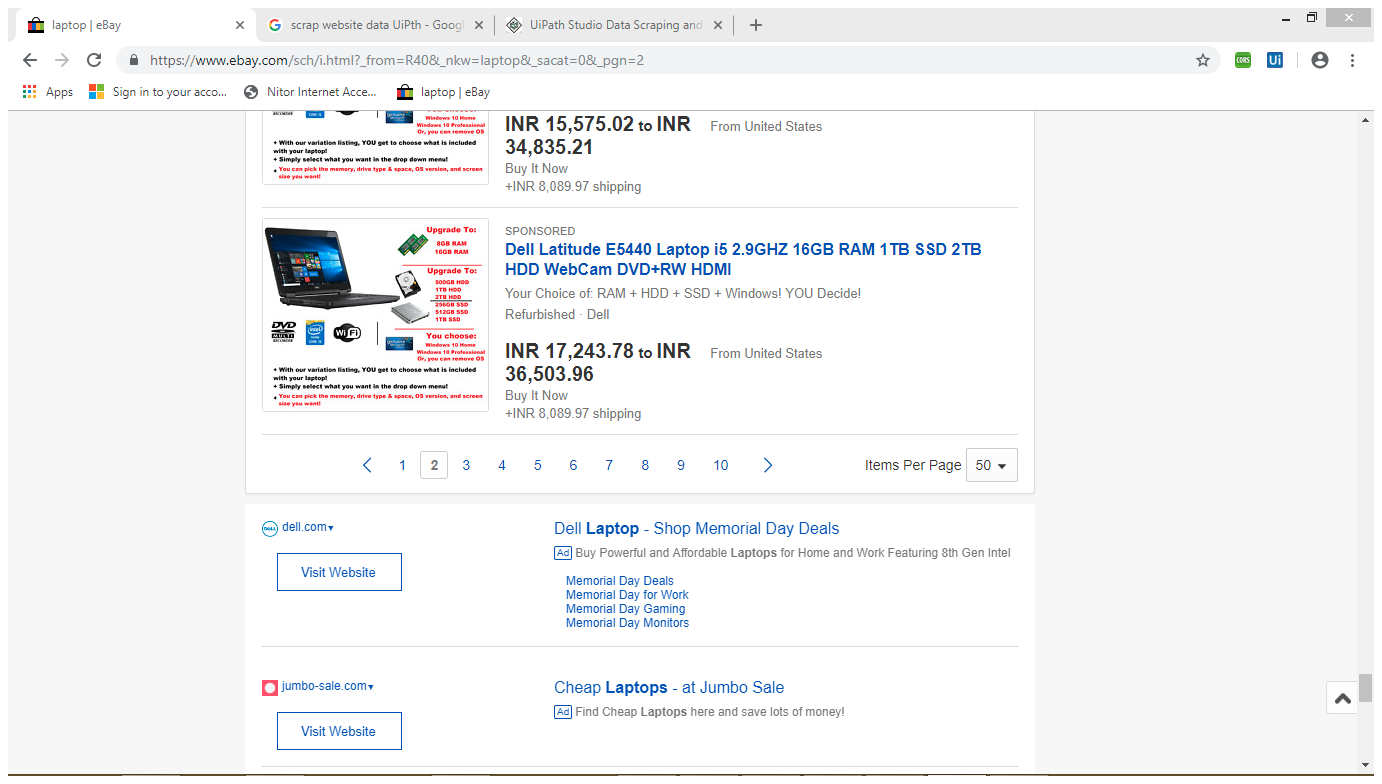 laptop | eBay
scrap website data UiPth - Googl
UiPath Studio Data Scraping and
https://www.ebay.com/sch/i.html?_from=R40&_nkw=laptop&_sacat=0&_pgn=2
CORS
Ui
Apps
Sign in to your acco...
Nitor Internet Acce...
laptop | eBay
Windows 10 Home
Windows 10 Professional
Or, you can remove OS
+ With our variation listing, YOU get to choose what is included
with your laptop!
+ Simply select what you want in the drop down menu!
+ You can pick the memory, drive type & space, OS version, and screen
size you want!
INR 15,575.02 to INR
34,835.21
From United States
Buy It Now
+INR 8,089.97 shipping
Upgrade To:
8GB RAM
16GB RAM
Upgrade To:
500GB HDD
1TB HDD
2TB HDD
256GB SSD
512GB SSD
1TB SSD
DVD
MULTI
RECORDER
intel
CORE i5
Wi Fi
genuine
You choose:
Windows 10 Home
Windows 10 Professional
Or, you can remove OS
+ With our variation listing, YOU get to choose what is included
with your laptop!
+ Simply select what you want in the drop down menu!
+ You can pick the memory, drive type & space, OS version, and screen
size you want!
SPONSORED
Dell Latitude E5440 Laptop i5 2.9GHZ 16GB RAM 1TB SSD 2TB
HDD WebCam DVD+RW HDMI
Your Choice of: RAM + HDD + SSD + Windows! YOU Decide!
Refurbished · Dell
INR 17,243.78 to INR
36,503.96
From United States
Buy It Now
+INR 8,089.97 shipping
1 2 3 4 5 6 7 8 9 10
Items Per Page 50
DELL
dell.com
Visit Website
Dell Laptop - Shop Memorial Day Deals
Ad Buy Powerful and Affordable Laptops for Home and Work Featuring 8th Gen Intel
Memorial Day Deals
Memorial Day for Work
Memorial Day Gaming
Memorial Day Monitors
jumbo-sale.com
Visit Website
Cheap Laptops - at Jumbo Sale
Ad Find Cheap Laptops here and save lots of money!